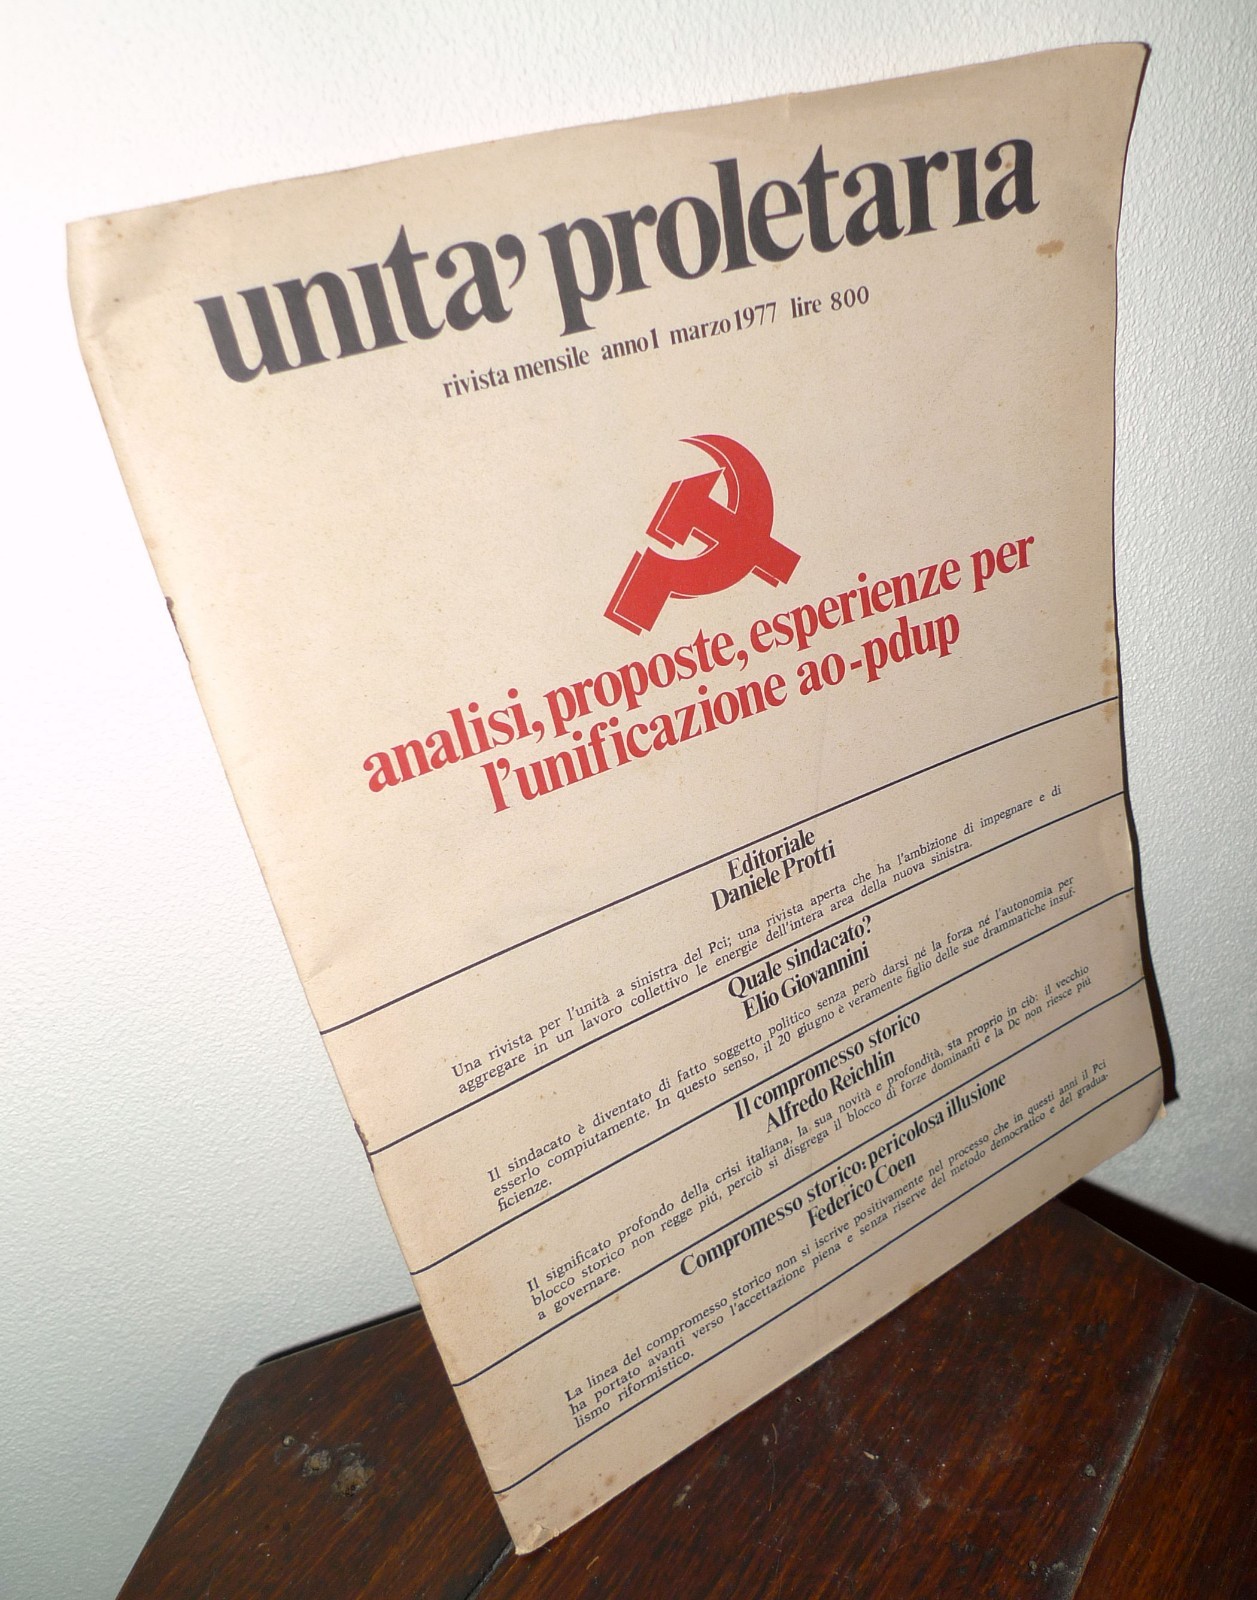 unita' proletaria
rivista mensile anno 1 marzo 1977 lire 800
analisi, proposte, esperienze per
l'unificazione ao-pdup
Editoriale
Daniele Protti
Una rivista per l'unità a sinistra del Pci; una rivista aperta che ha l'ambizione di impegnare e di
aggregare in un lavoro collettivo le energie dell'intera area della nuova sinistra.
Quale sindacato?
Elio Giovannini
Il sindacato è diventato di fatto soggetto politico senza però darsi né la forza né l'autonomia per
esserlo compiutamente. In questo senso, il 20 giugno è veramente figlio delle sue drammatiche insuf-
ficienze.
Il compromesso storico
Alfredo Reichlin
Il significato profondo della crisi italiana, la sua novità e profondità, sta proprio in ciò: il vecchio
blocco storico non regge piú, perciò si disgrega il blocco di forze dominanti e la Dc non riesce piú
a governare.
Compromesso storico: pericolosa illusione
Federico Coen
La linea del compromesso storico non si iscrive positivamente nel processo che in questi anni il Pci
ha portato avanti verso l'accettazione piena e senza riserve del metodo democratico e del gradua-
lismo riformistico.